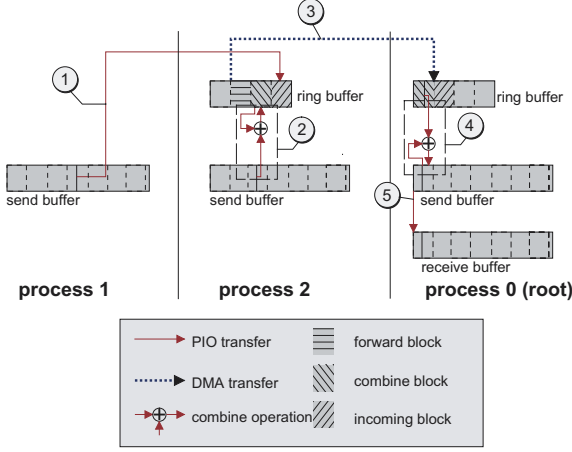 3
1
ring buffer
ring buffer
2
4
5
send buffer
send buffer
send buffer
receive buffer
process 1
process 2
process 0 (root)
PIO transfer
forward block
DMA transfer
combine block
combine operation
incoming block